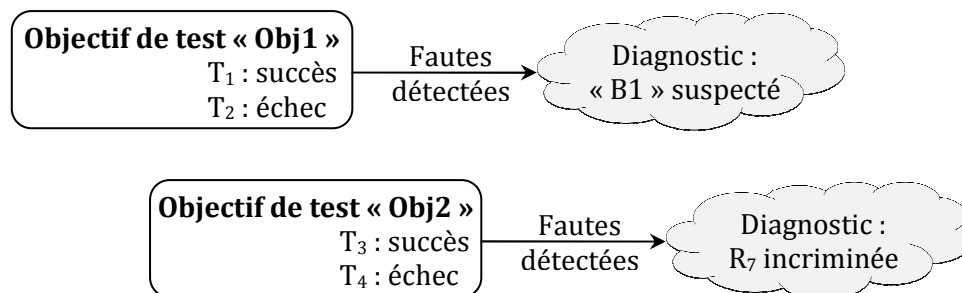 Objectif de test « Obj1 »
T₁ : succès
T₂ : échec
Fautes
détectées
Diagnostic :
« B1 » suspecté
Objectif de test « Obj2 »
T₃ : succès
T₄ : échec
Fautes
détectées
Diagnostic :
R₇ incriminée